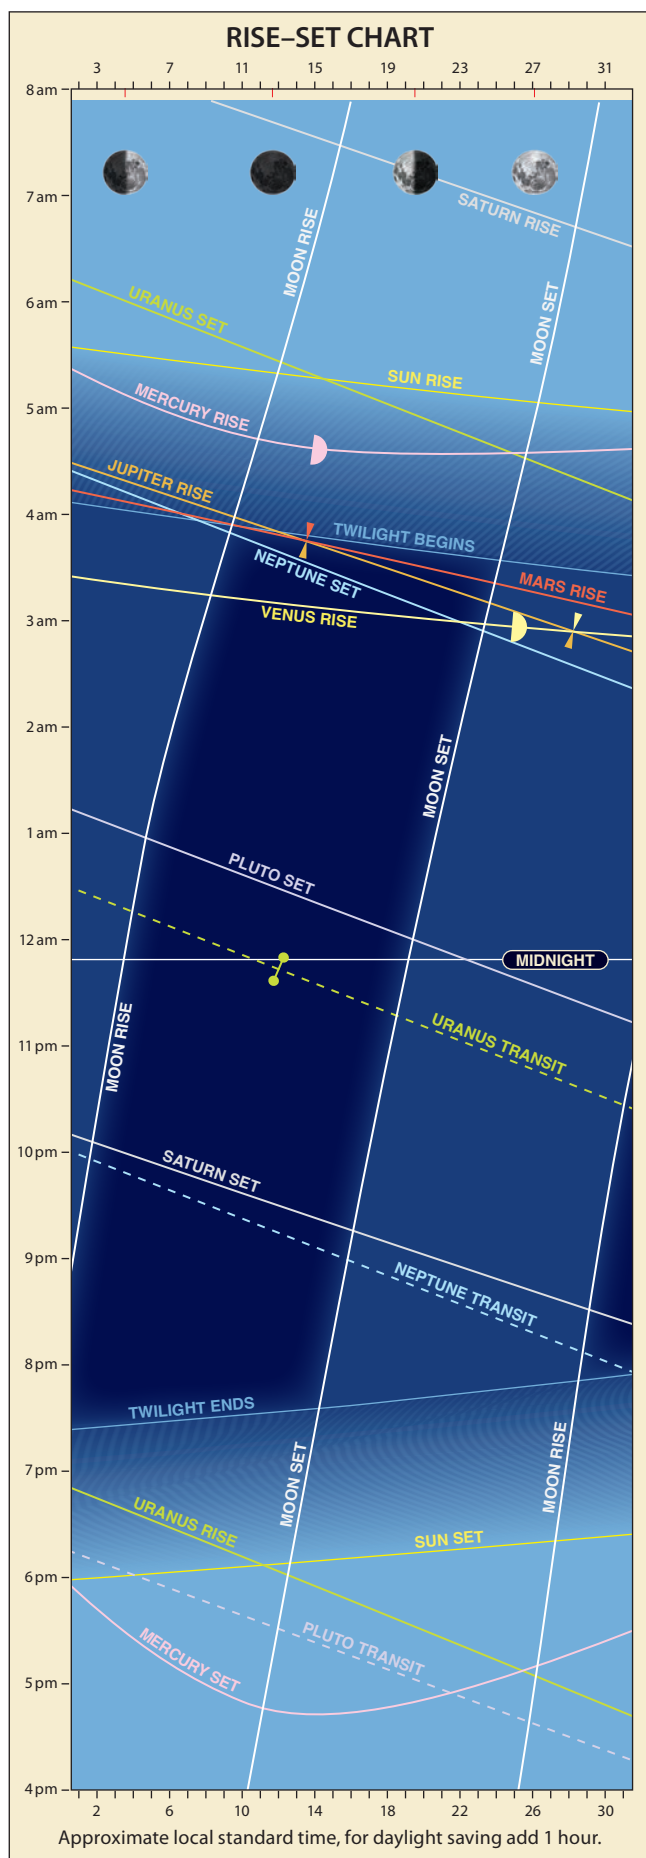 RISE–SET CHART
3 7 11 15 19 23 27 31
8 am
7 am
SATURN RISE
MOON RISE
6 am
URANUS SET
MOON SET
SUN RISE
5 am
MERCURY RISE
JUPITER RISE
4 am
TWILIGHT BEGINS
NEPTUNE SET
MARS RISE
3 am
VENUS RISE
2 am
MOON SET
1 am
PLUTO SET
12 am
MIDNIGHT
11 pm
URANUS TRANSIT
MOON RISE
10 pm
SATURN SET
9 pm
NEPTUNE TRANSIT
8 pm
TWILIGHT ENDS
7 pm
MOON SET
MOON RISE
URANUS RISE
SUN SET
6 pm
PLUTO TRANSIT
MERCURY SET
5 pm
4 pm
2 6 10 14 18 22 26 30
Approximate local standard time, for daylight saving add 1 hour.